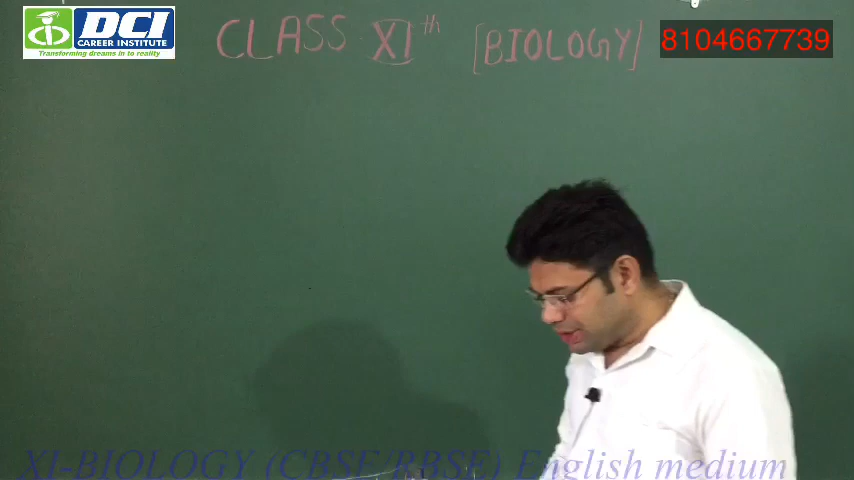 DCI
CAREER INSTITUTE
Transforming dreams in to reality
CLASS XIth [BIOLOGY]
8104667739
XI-BIOLOGY (CBSE/RBSE) English medium